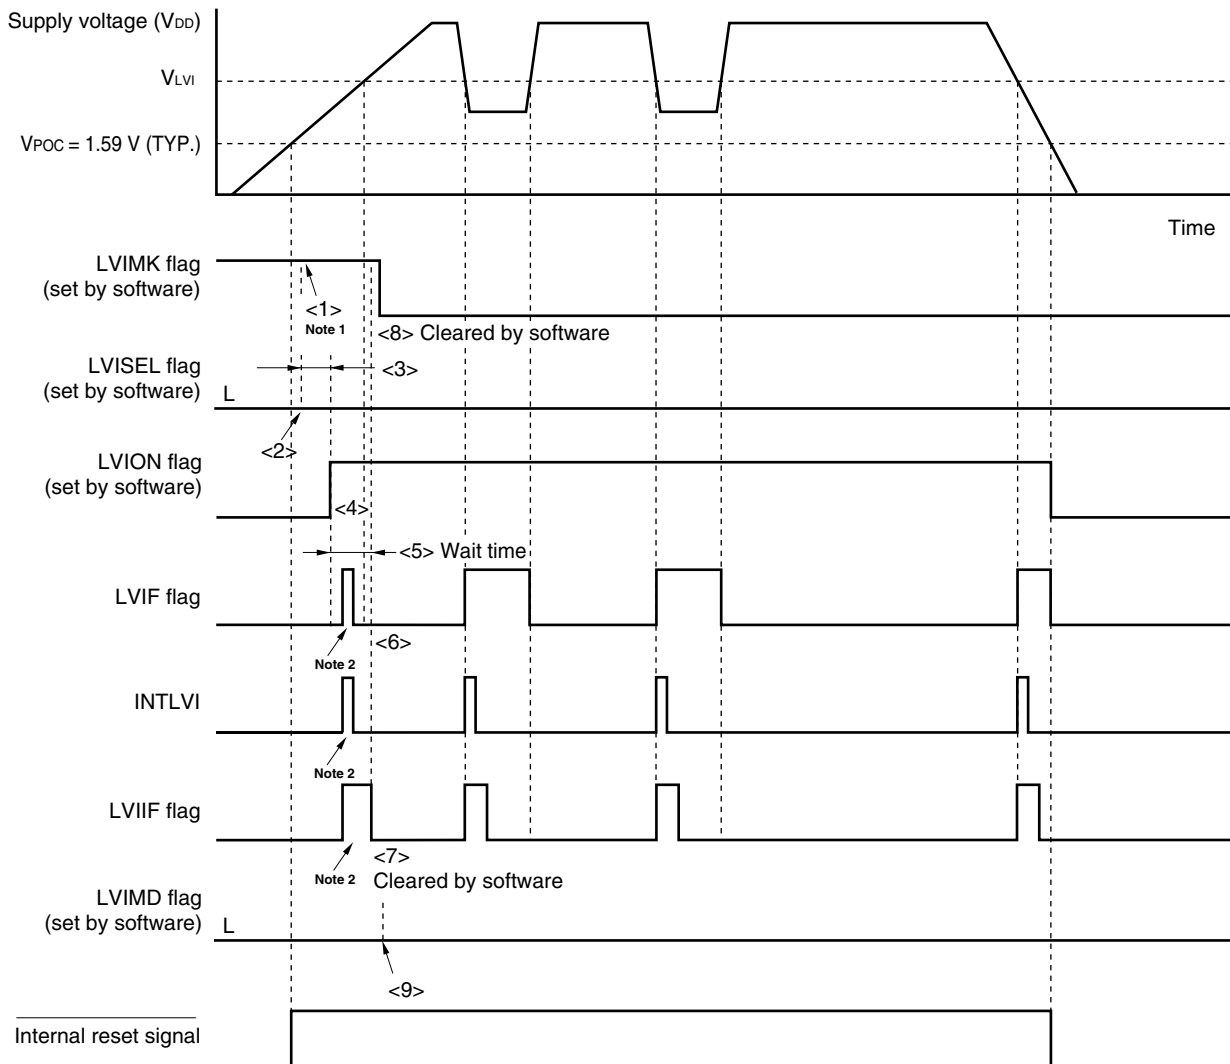 Supply voltage (VDD)
VLVI
VPOC = 1.59 V (TYP.)
Time
LVIMK flag
(set by software)
<1>
Note 1
<8> Cleared by software
LVISEL flag
(set by software)
L
<3>
<2>
LVION flag
(set by software)
<4>
<5> Wait time
LVIF flag
<6>
Note 2
INTLVI
Note 2
LVIIF flag
Note 2
<7>
Cleared by software
LVIMD flag
(set by software)
L
<9>
Internal reset signal